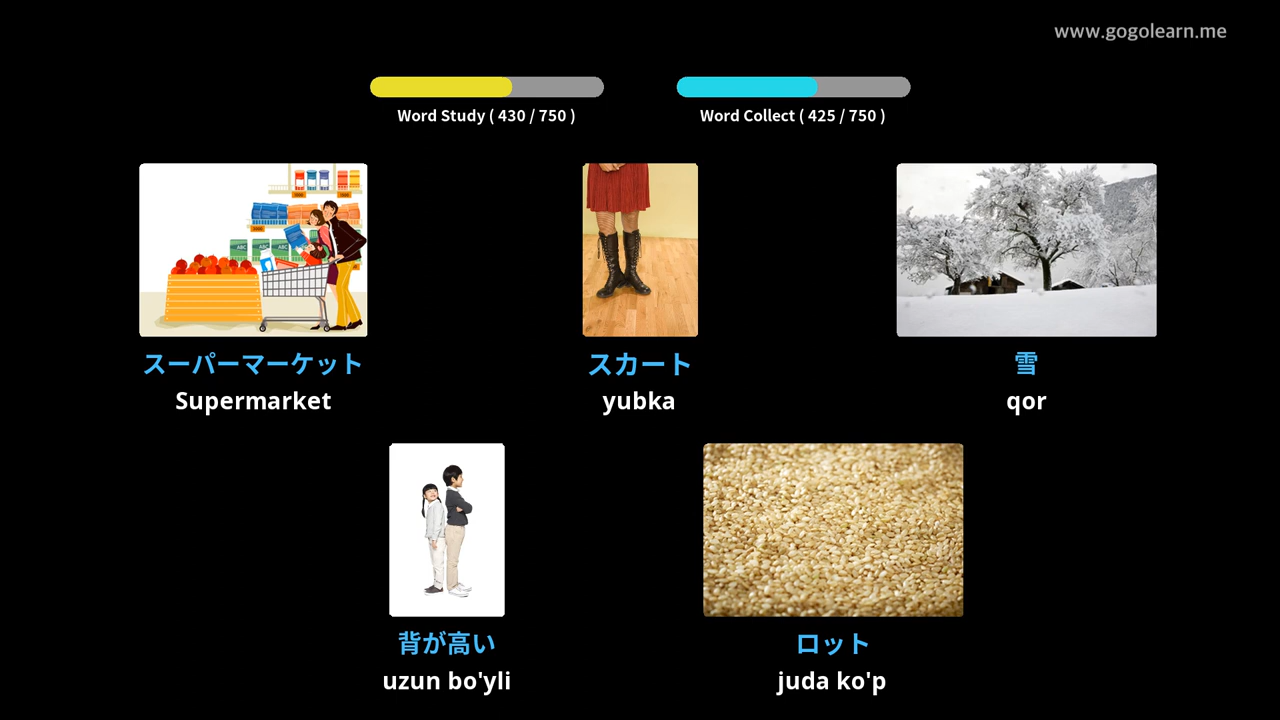 www.gogolearn.me
Word Study ( 430 / 750 )
Word Collect ( 425 / 750 )
スーパーマーケット
Supermarket
スカート
yubka
雪
qor
背が高い
uzun bo'yli
ロット
juda ko'p